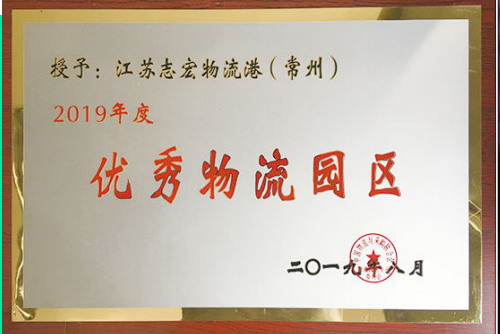 授予：江苏志宏物流港（常州）
2019年度
优秀物流园区
二〇一九年八月